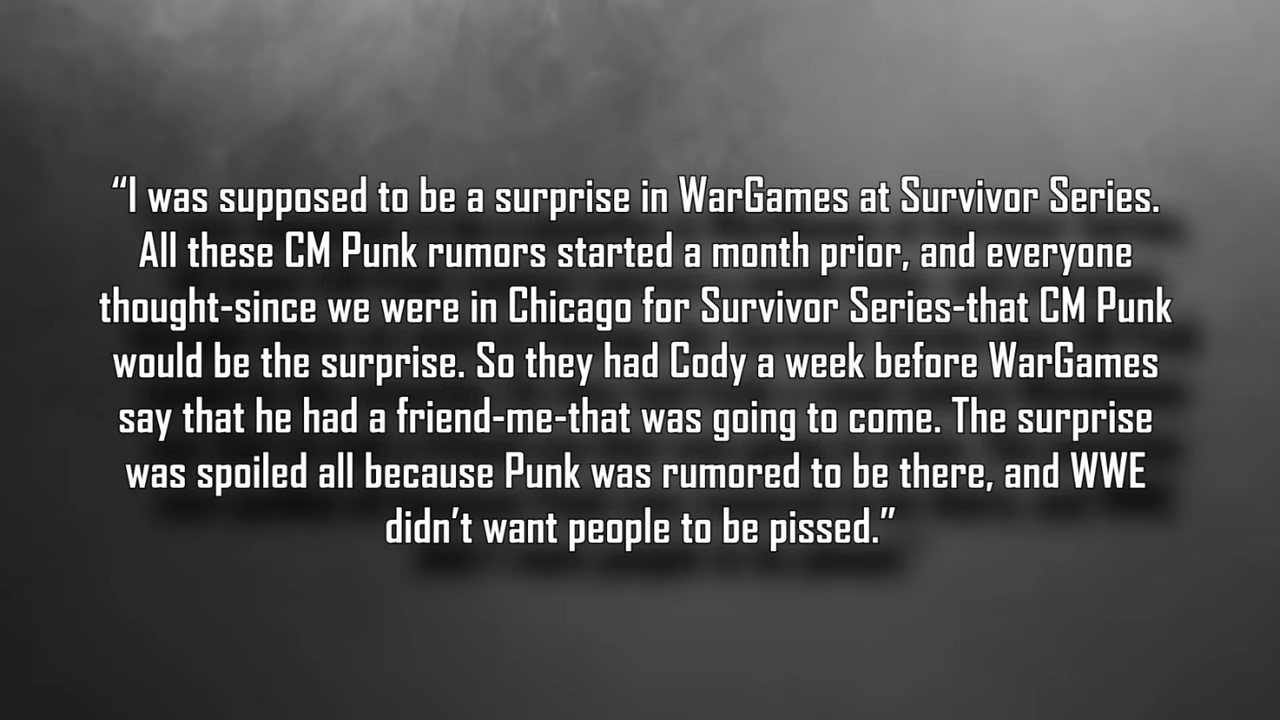 “I was supposed to be a surprise in WarGames at Survivor Series.
All these CM Punk rumors started a month prior, and everyone
thought-since we were in Chicago for Survivor Series-that CM Punk
would be the surprise. So they had Cody a week before WarGames
say that he had a friend-me-that was going to come. The surprise
was spoiled all because Punk was rumored to be there, and WWE
didn’t want people to be pissed.”